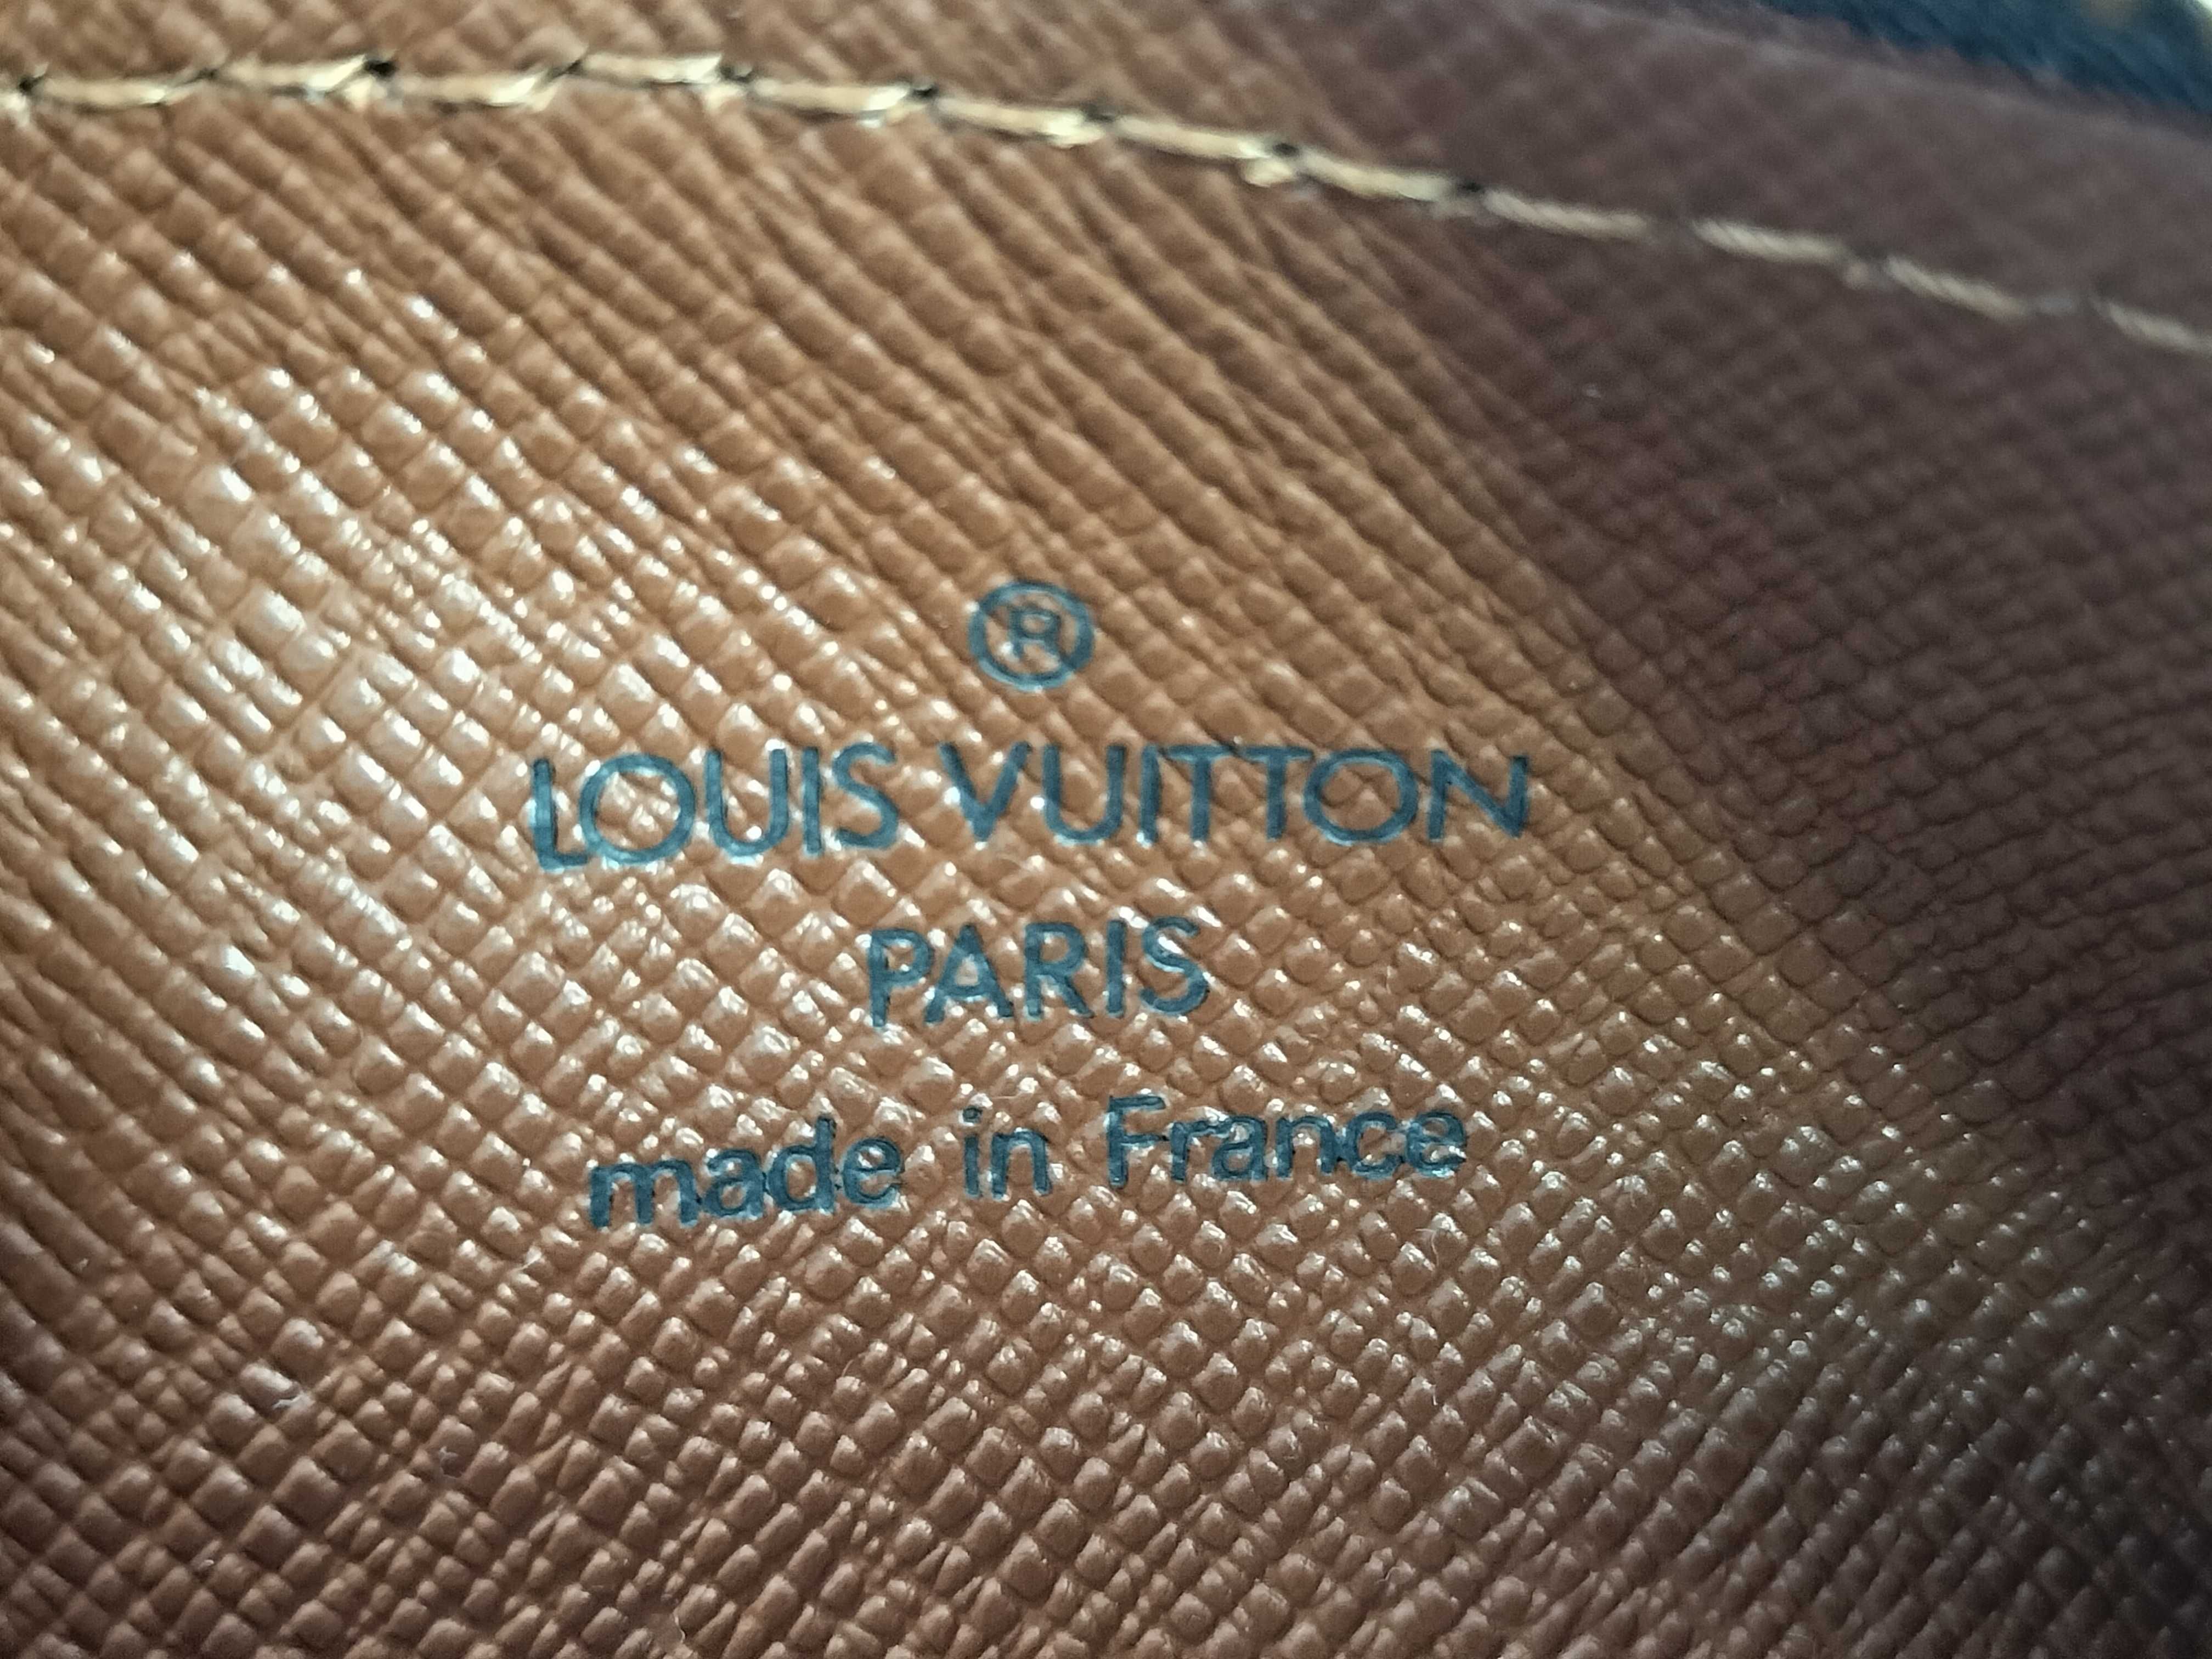 ®
LOUIS VUITTON
PARIS
made in France